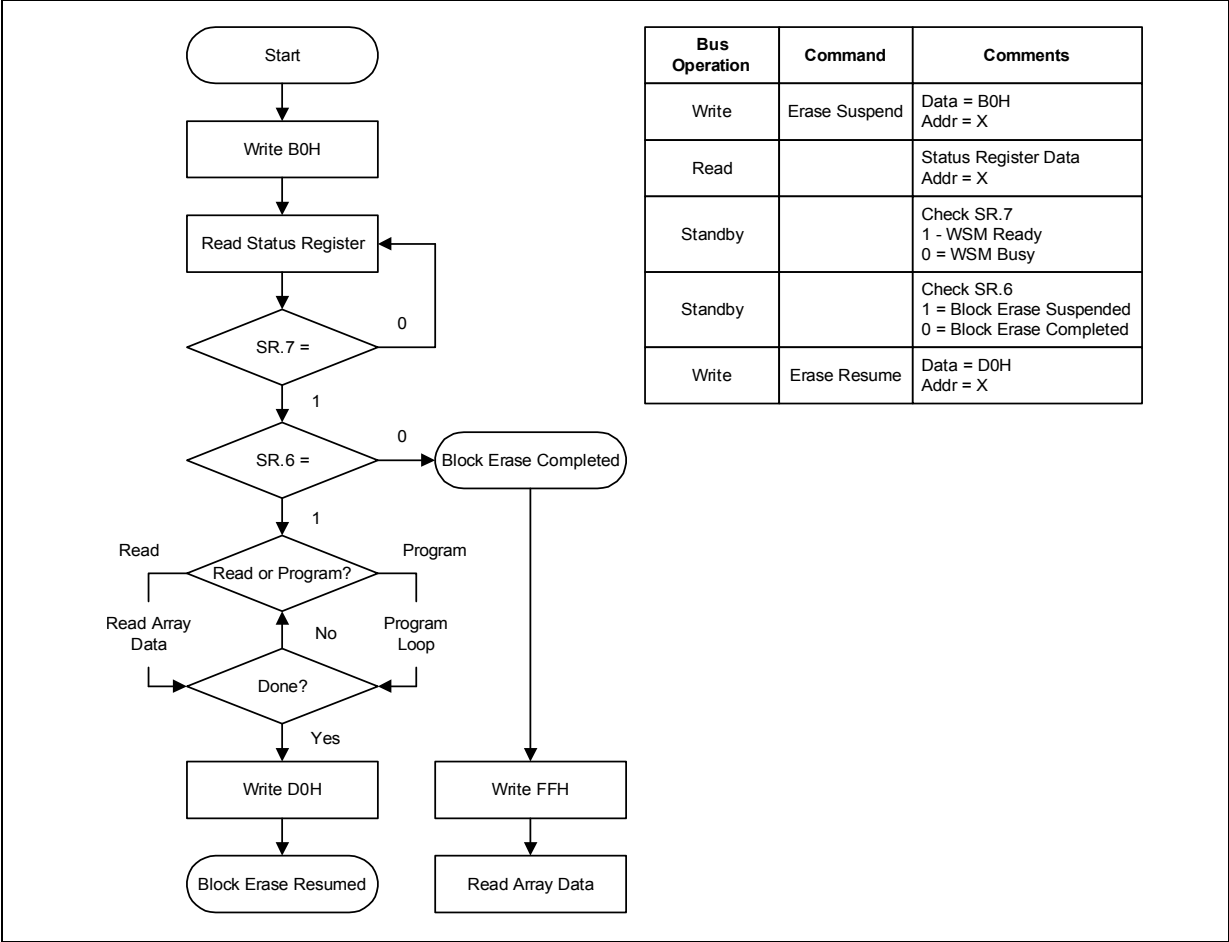 Start
Write B0H
Read Status Register
0
SR.7 =
1
0
SR.6 =
Block Erase Completed
1
Read
Program
Read or Program?
Read Array
Data
No
Program
Loop
Done?
Yes
Write D0H
Write FFH
Block Erase Resumed
Read Array Data
Bus
Operation
Command
Comments
Write
Erase Suspend
Data = B0H
Addr = X
Read
Status Register Data
Addr = X
Standby
Check SR.7
1 - WSM Ready
0 = WSM Busy
Standby
Check SR.6
1 = Block Erase Suspended
0 = Block Erase Completed
Write
Erase Resume
Data = D0H
Addr = X